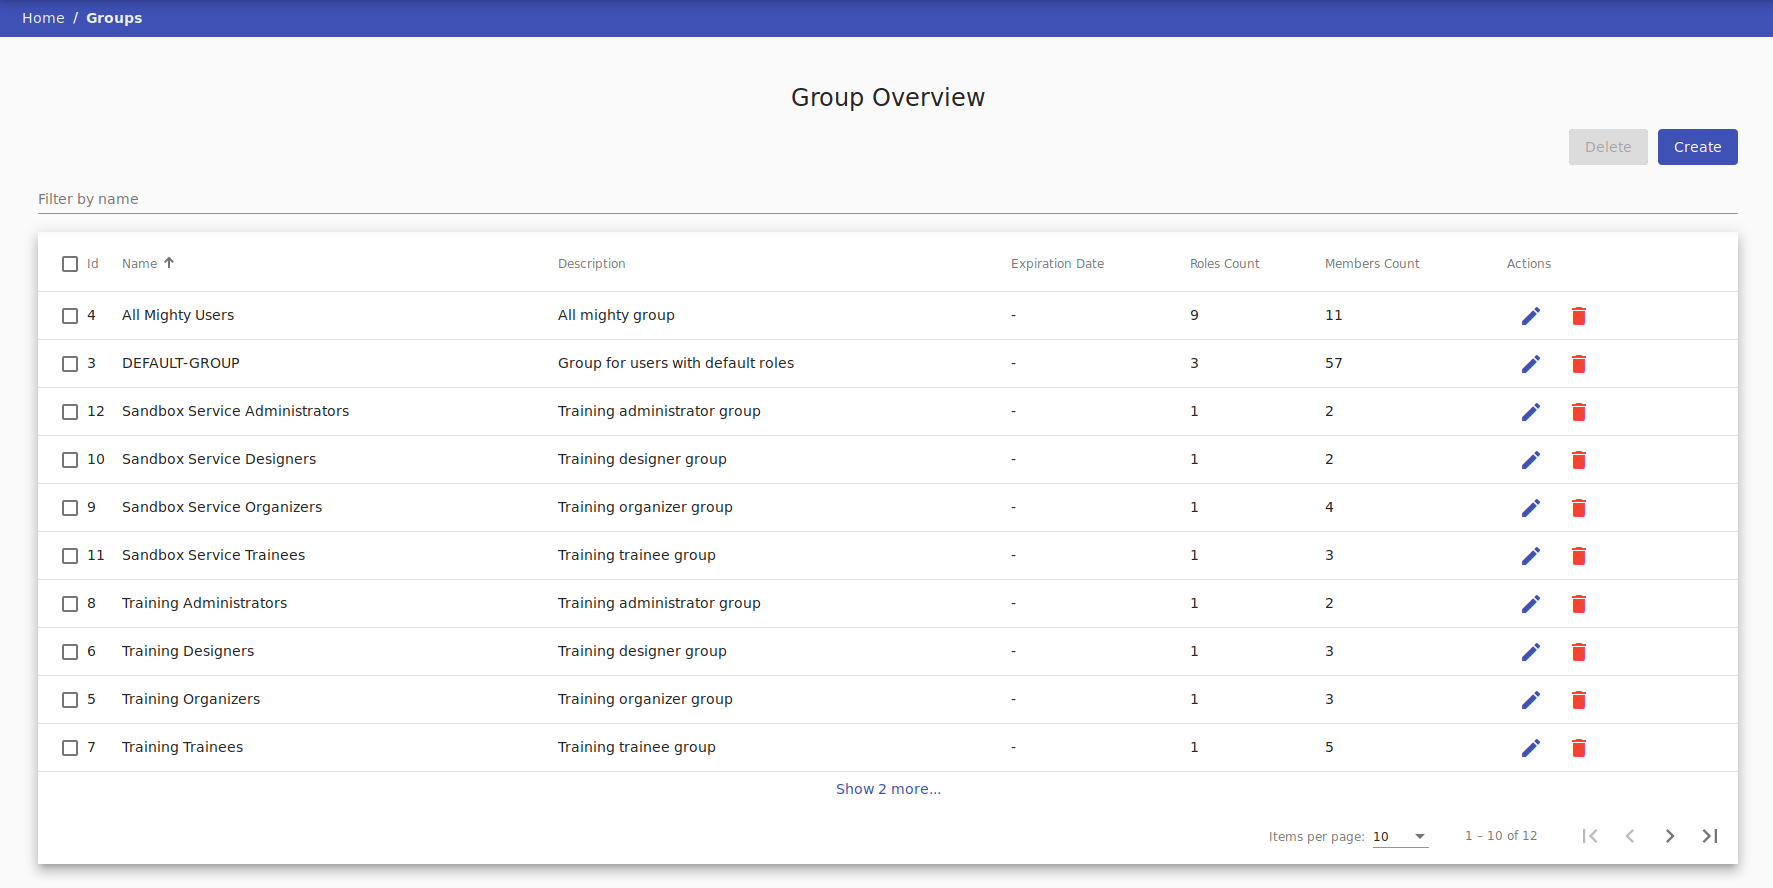 Home / Groups
Group Overview
Delete Create
Filter by name
Id Name Description Expiration Date Roles Count Members Count Actions
4 All Mighty Users All mighty group - 9 11
3 DEFAULT-GROUP Group for users with default roles - 3 57
12 Sandbox Service Administrators Training administrator group - 1 2
10 Sandbox Service Designers Training designer group - 1 2
9 Sandbox Service Organizers Training organizer group - 1 4
11 Sandbox Service Trainees Training trainee group - 1 3
8 Training Administrators Training administrator group - 1 2
6 Training Designers Training designer group - 1 3
5 Training Organizers Training organizer group - 1 3
7 Training Trainees Training trainee group - 1 5
Show 2 more...
Items per page: 10 1 – 10 of 12